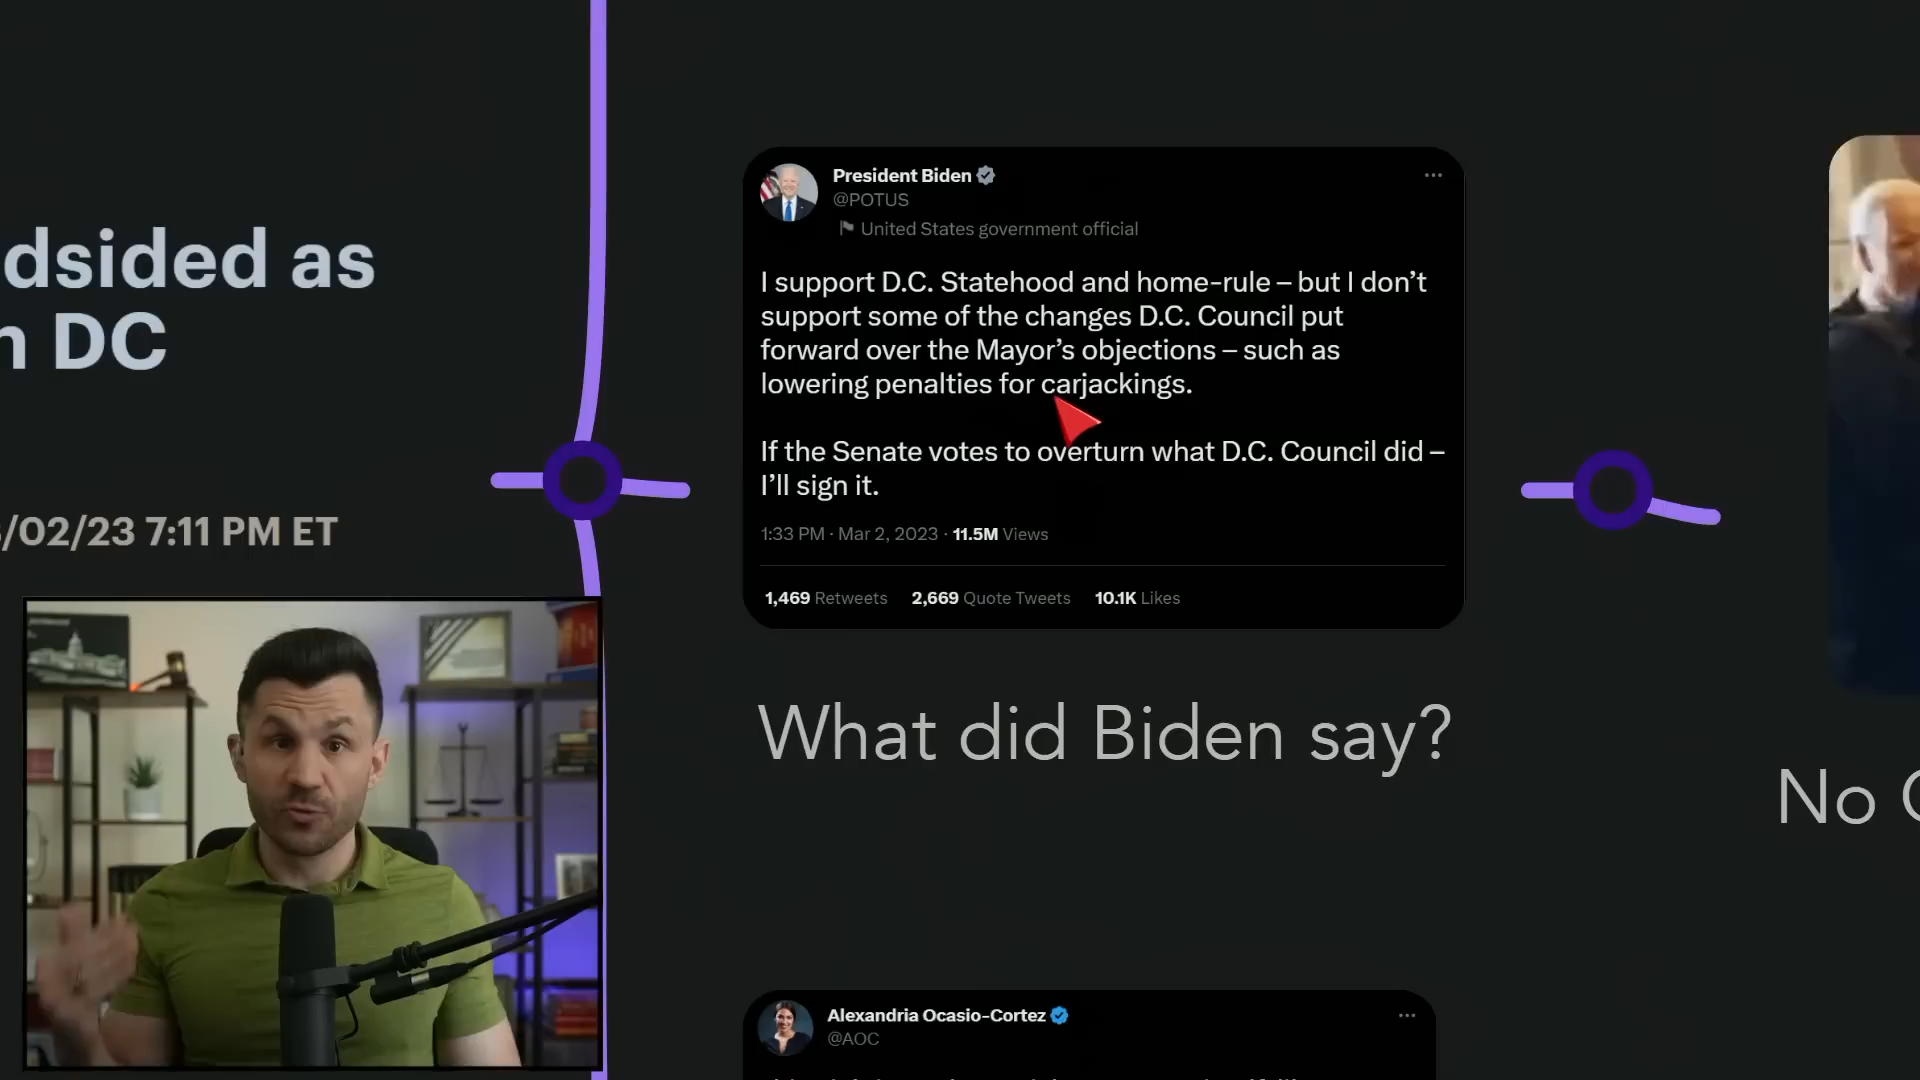 dsided as
DC
/02/23 7:11 PM ET
President Biden
@POTUS
United States government official
I support D.C. Statehood and home-rule – but I don’t
support some of the changes D.C. Council put
forward over the Mayor’s objections – such as
lowering penalties for carjackings.
If the Senate votes to overturn what D.C. Council did –
I’ll sign it.
1:33 PM · Mar 2, 2023 · 11.5M Views
1,469 Retweets 2,669 Quote Tweets 10.1K Likes
What did Biden say?
No
Alexandria Ocasio-Cortez
@AOC